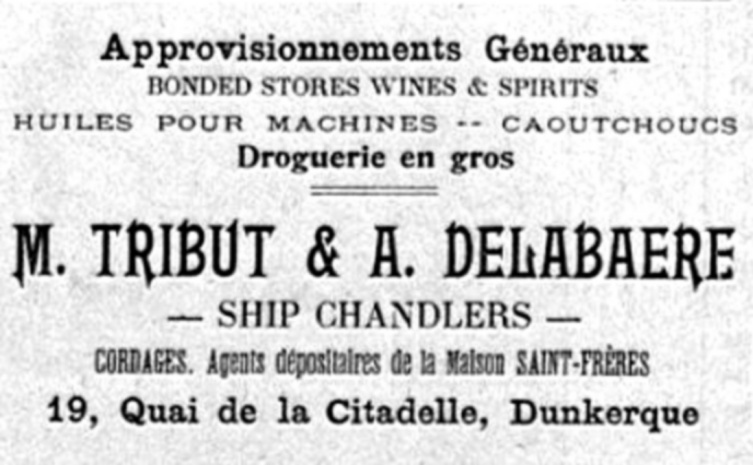 Approvisionnements Généraux
BONDED STORES WINES & SPIRITS
HUILES POUR MACHINES -- CAOUTCHOUCS
Droguerie en gros
M. TRIBUT & A. DELABAERE
— SHIP CHANDLERS —
CORDAGES. Agents dépositaires de la Maison SAINT-FRÈRES
19, Quai de la Citadelle, Dunkerque